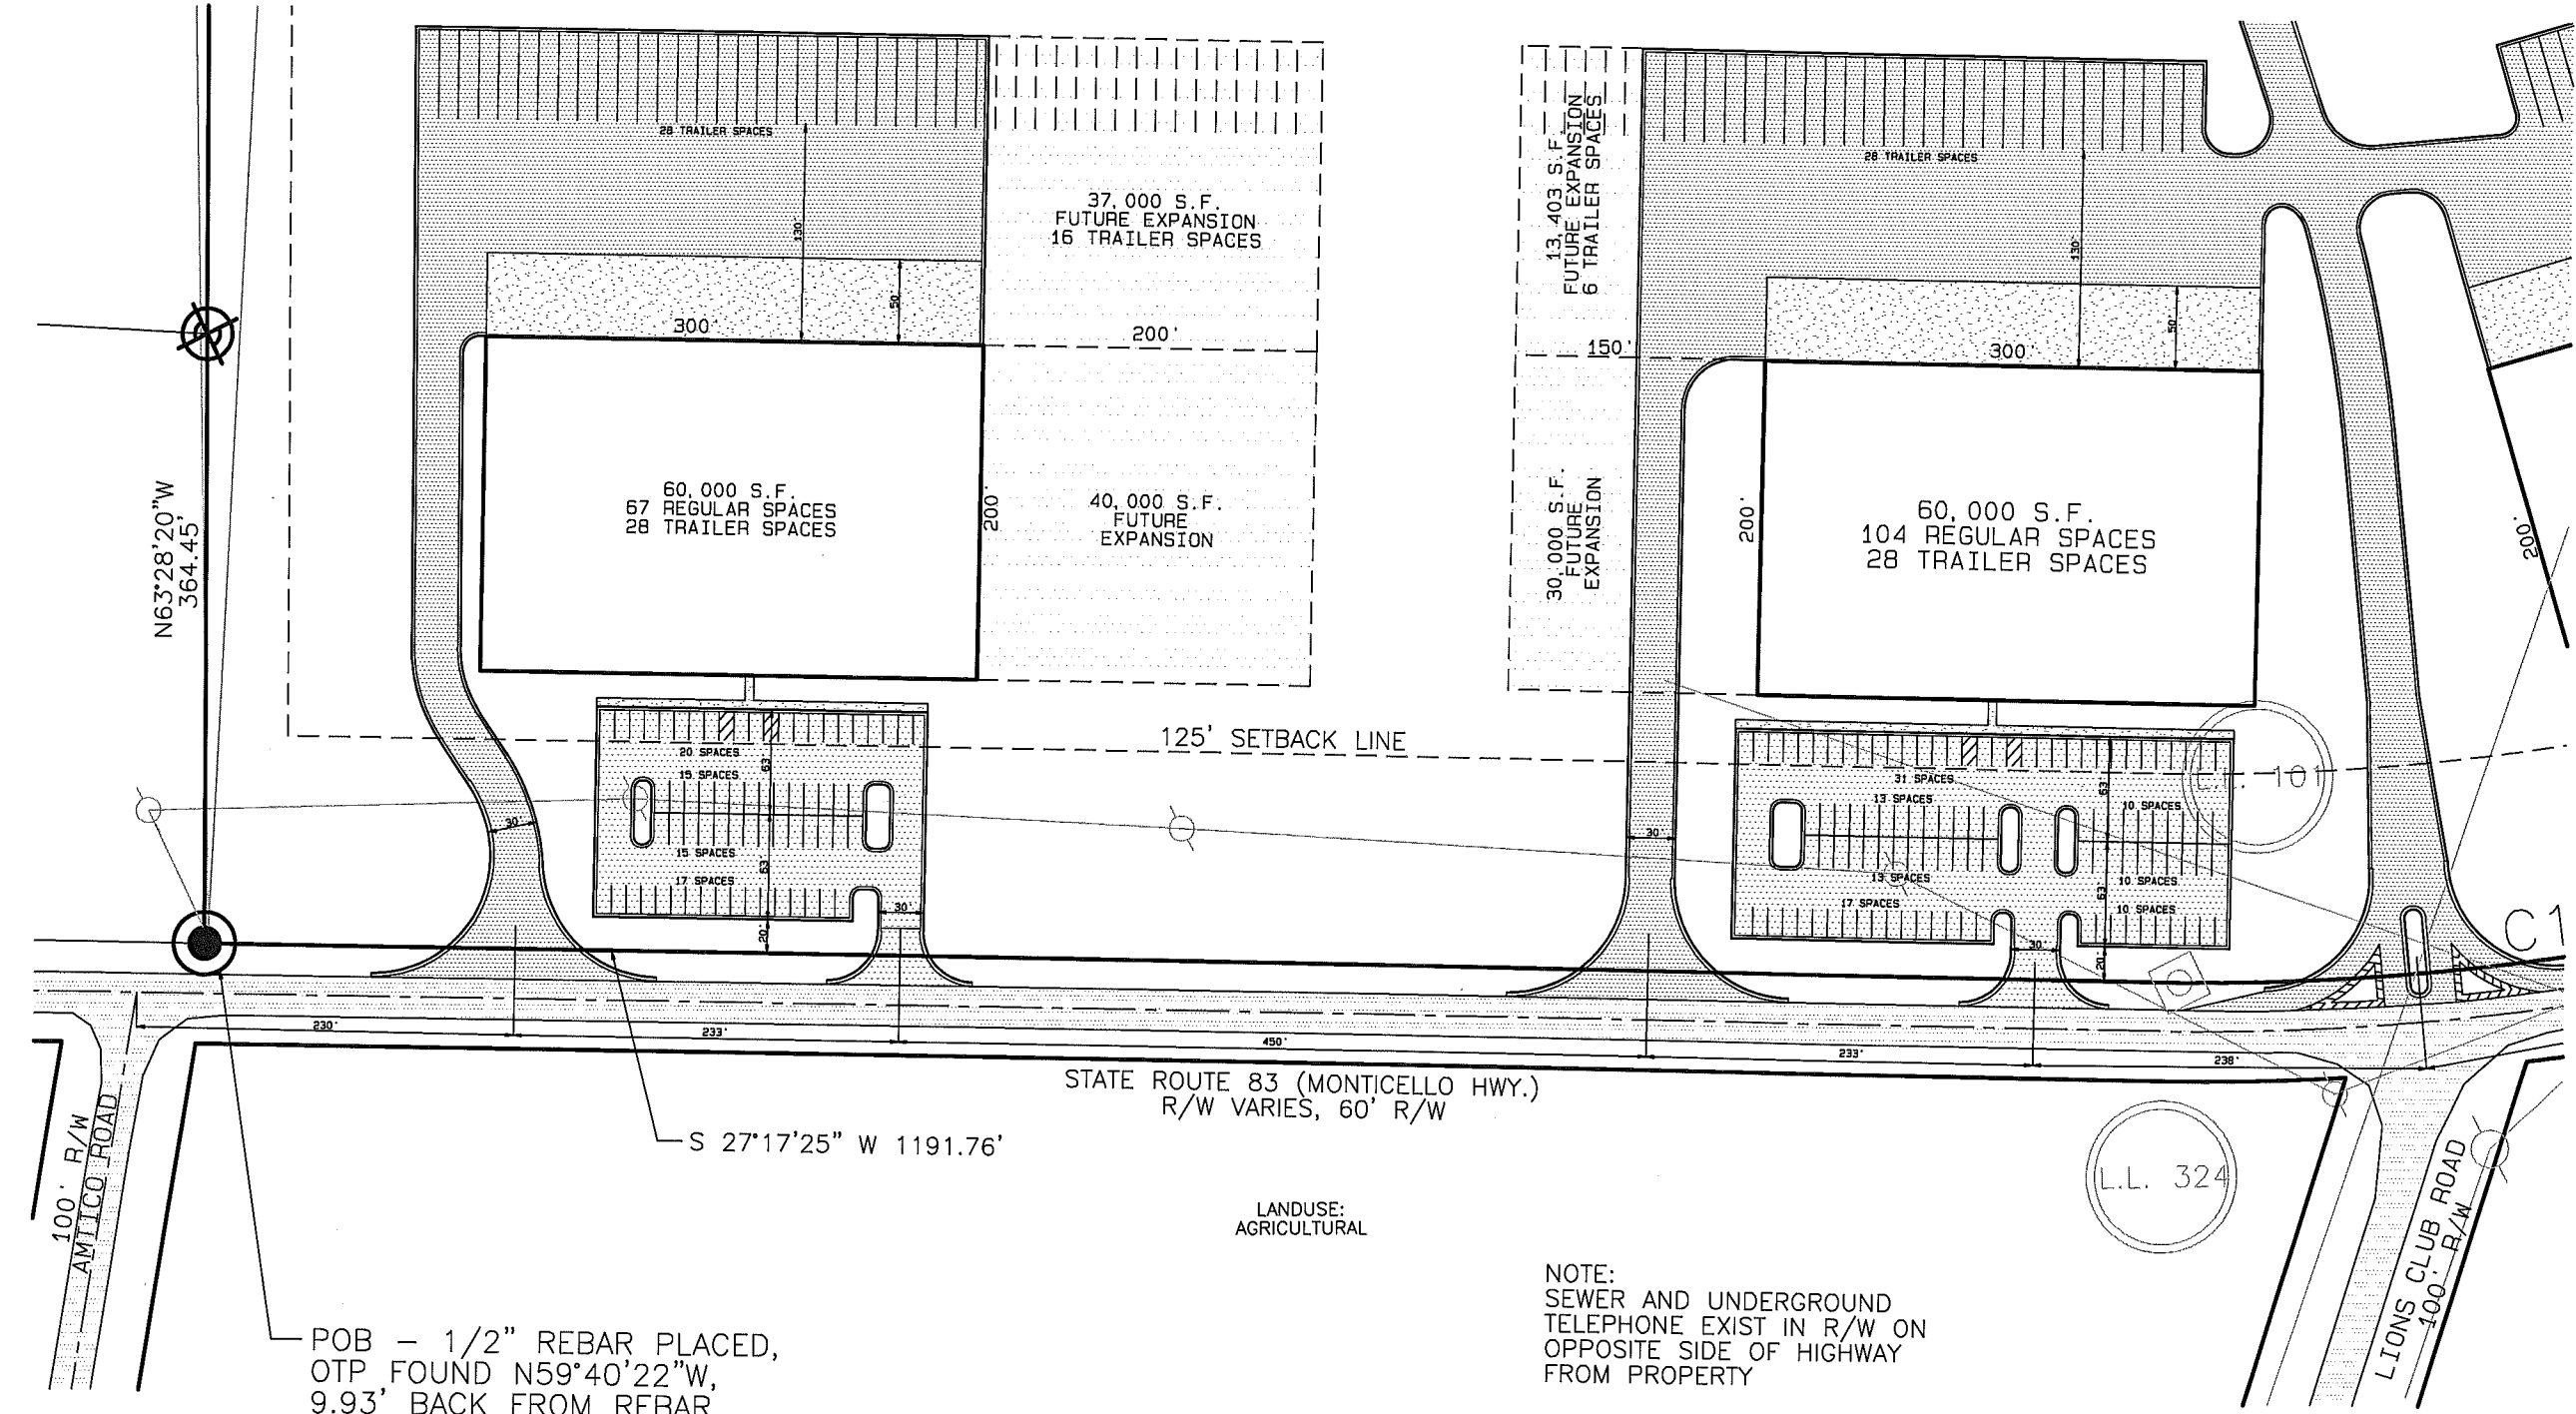 28 TRAILER SPACES
130'
50'
300'
37,000 S.F.
FUTURE EXPANSION
16 TRAILER SPACES
200'
13,403 S.F.
FUTURE EXPANSION
6 TRAILER SPACES
150'
28 TRAILER SPACES
130'
50'
300'
N63°28'20"W
364.45'
60,000 S.F.
67 REGULAR SPACES
28 TRAILER SPACES
200'
40,000 S.F.
FUTURE
EXPANSION
30,000 S.F.
FUTURE
EXPANSION
200'
60,000 S.F.
104 REGULAR SPACES
28 TRAILER SPACES
200'
125' SETBACK LINE
20 SPACES
63'
15 SPACES
15 SPACES
63'
17 SPACES
30'
30'
20'
31 SPACES
63'
13 SPACES
10 SPACES
13 SPACES
10 SPACES
63'
17 SPACES
10 SPACES
30'
30'
20'
L.L. 101
C1
230'
233'
450'
233'
238'
STATE ROUTE 83 (MONTICELLO HWY.)
R/W VARIES, 60' R/W
S 27°17'25" W 1191.76'
100' R/W
AMITCO ROAD
LANDUSE:
AGRICULTURAL
L.L. 324
LIONS CLUB ROAD
100' R/W
NOTE:
SEWER AND UNDERGROUND
TELEPHONE EXIST IN R/W ON
OPPOSITE SIDE OF HIGHWAY
FROM PROPERTY
POB - 1/2" REBAR PLACED,
OTP FOUND N59°40'22"W,
9.93' BACK FROM REBAR